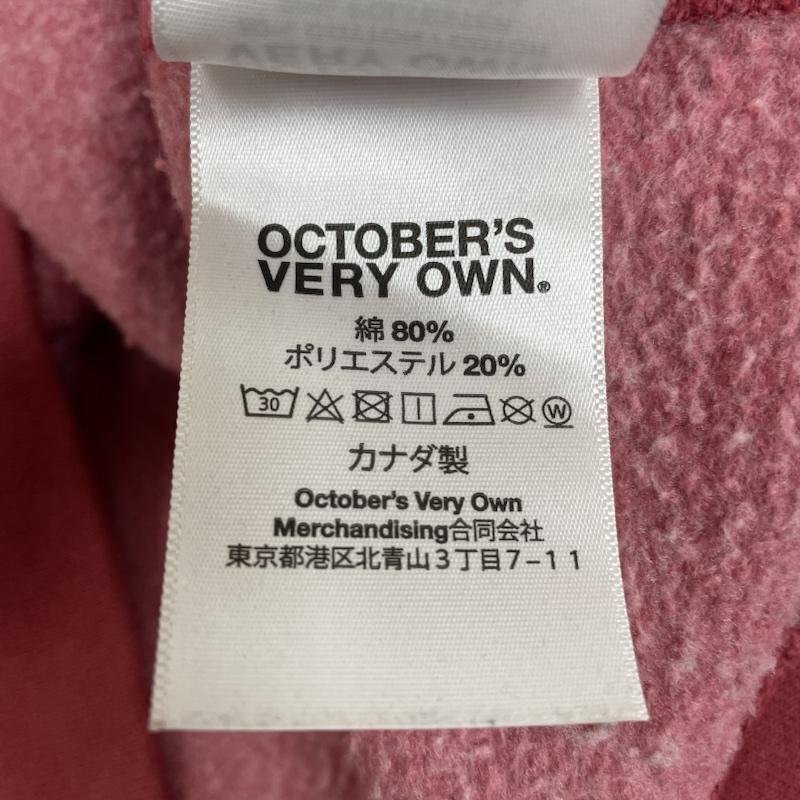 OCTOBER'S
VERY OWN®
綿 80%
ポリエステル 20%
30 W
カナダ製
October's Very Own
Merchandising合同会社
東京都港区北青山3丁目7-11